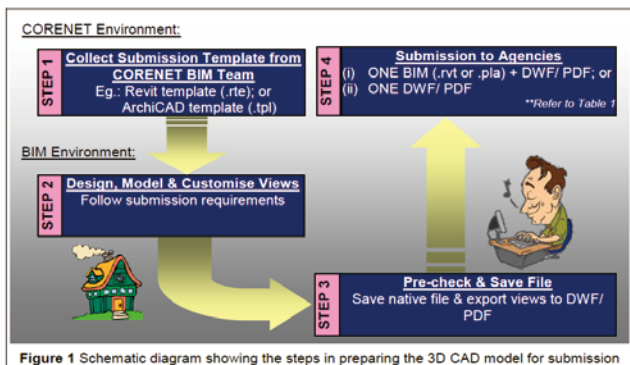 CORENET Environment:
STEP 1
Collect Submission Template from
CORENET BIM Team
Eg.: Revit template (.rte); or
ArchiCAD template (.tpl)
BIM Environment:
STEP 2
Design, Model & Customise Views
Follow submission requirements
STEP 3
Pre-check & Save File
Save native file & export views to DWF/
PDF
STEP 4
Submission to Agencies
(i) ONE BIM (.rvt or .pla) + DWF/ PDF; or
(ii) ONE DWF/ PDF
**Refer to Table 1
Figure 1 Schematic diagram showing the steps in preparing the 3D CAD model for submission